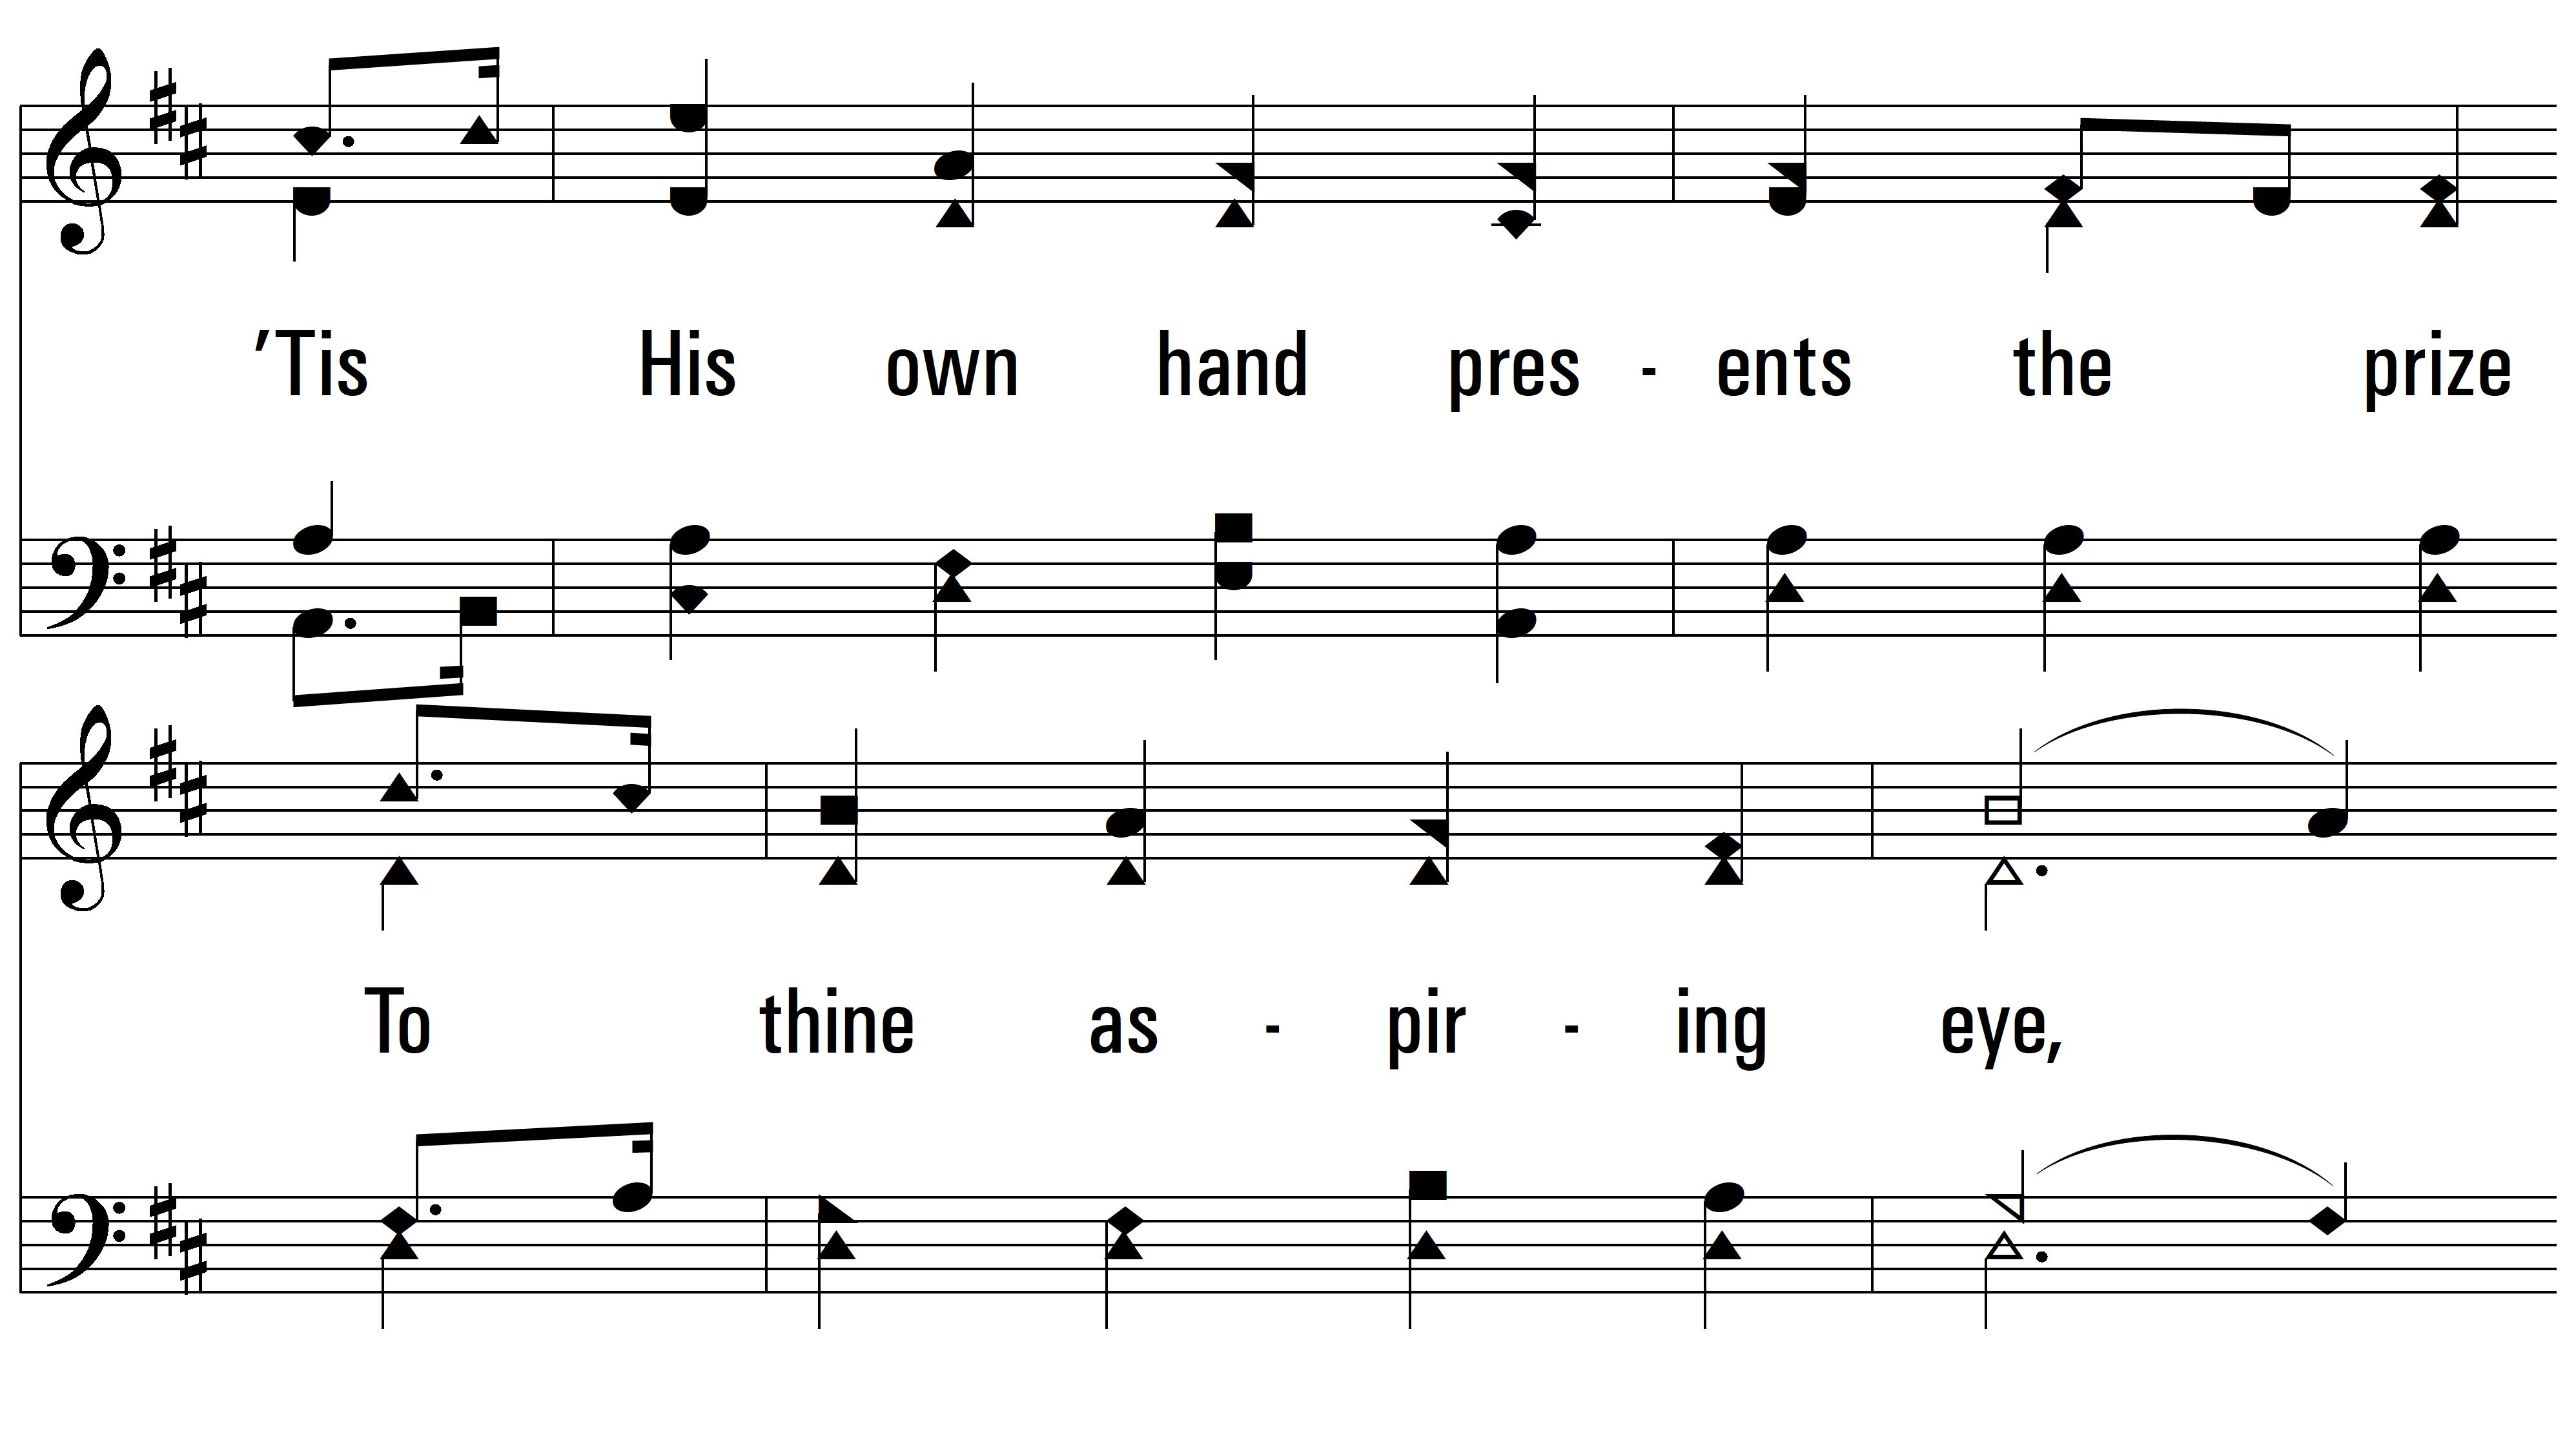 ’Tis His own hand pres - ents the prize
To thine as - pir - ing eye,